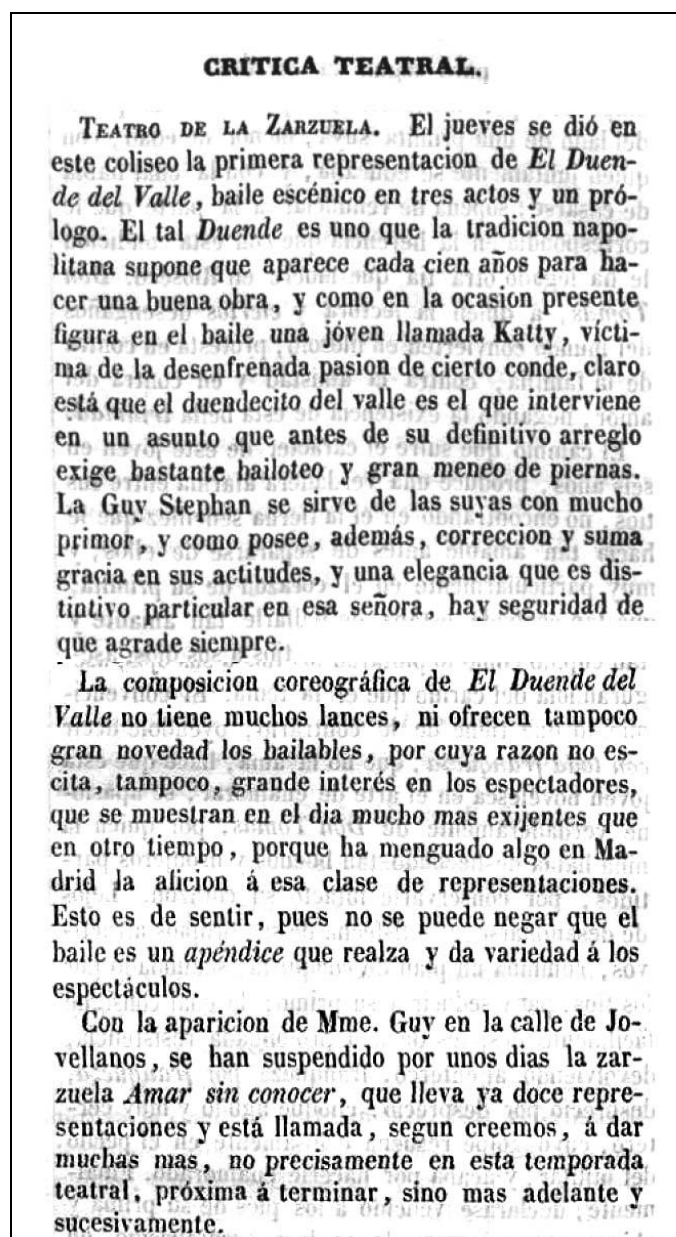 CRÍTICA TEATRAL.
TEATRO DE LA ZARZUELA. El jueves se dió en
este coliseo la primera representacion de El Duen-
de del Valle, baile escénico en tres actos y un pró-
logo. El tal Duende es uno que la tradicion napo-
litana supone que aparece cada cien años para ha-
cer una buena obra, y como en la ocasion presente
figura en el baile una jóven llamada Katty, vícti-
ma de la desenfrenada pasion de cierto conde, claro
está que el duendecito del valle es el que interviene
en un asunto que antes de su definitivo arreglo
exige bastante bailoteo y gran meneo de piernas.
La Guy Stephan se sirve de las suyas con mucho
primor, y como posee, además, correccion y suma
gracia en sus actitudes, y una elegancia que es dis-
tintivo particular en esa señora, hay seguridad de
que agrade siempre.
La composicion coreográfica de El Duende del
Valle no tiene muchos lances, ni ofrecen tampoco
gran novedad los bailables, por cuya razon no es-
cita, tampoco, grande interés en los espectadores,
que se muestran en el dia mucho mas exijentes que
en otro tiempo, porque ha menguado algo en Ma-
drid la aficion á esa clase de representaciones.
Esto es de sentir, pues no se puede negar que el
baile es un apéndice que realza y da variedad á los
espectáculos.
Con la aparicion de Mme. Guy en la calle de Jo-
vellanos, se han suspendido por unos dias la zar-
zuela Amar sin conocer, que lleva ya doce repre-
sentaciones y está llamada, segun creemos, á dar
muchas mas, no precisamente en esta temporada
teatral, próxima á terminar, sino mas adelante y
sucesivamente.